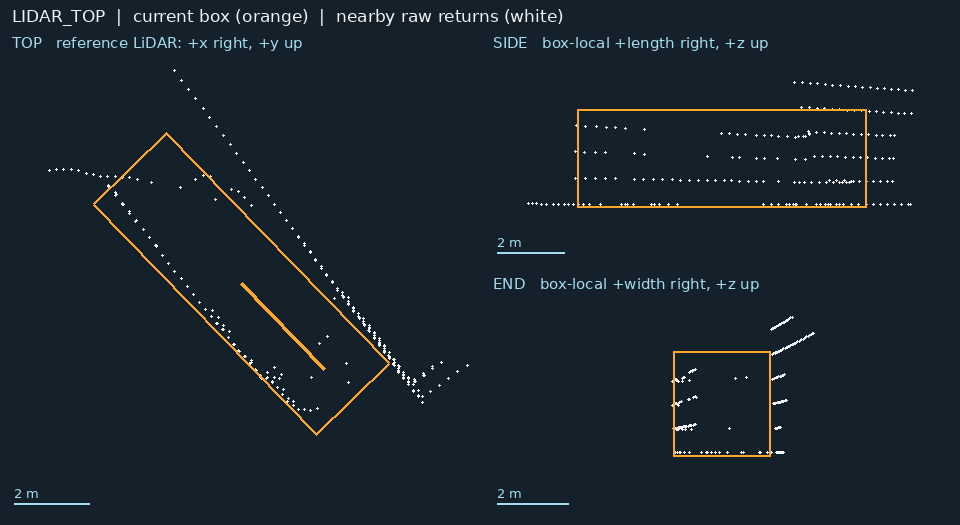 LIDAR_TOP | current box (orange) | nearby raw returns (white)
TOP reference LiDAR: +x right, +y up
SIDE box-local +length right, +z up
2 m
END box-local +width right, +z up
2 m
2 m